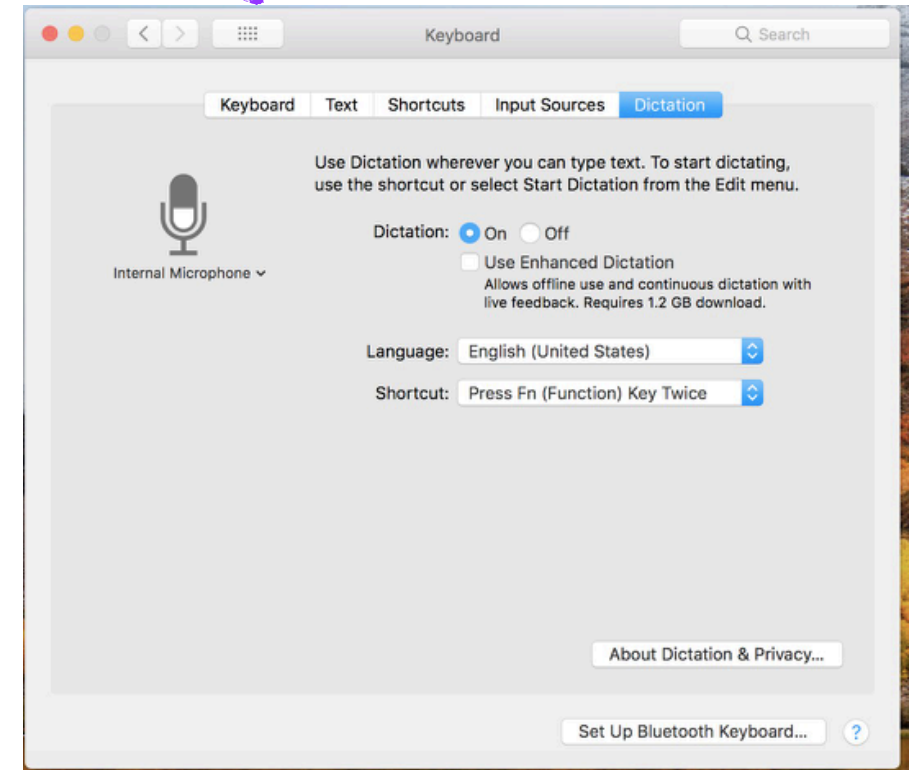 Keyboard
Search
Keyboard Text Shortcuts Input Sources Dictation
Use Dictation wherever you can type text. To start dictating,
use the shortcut or select Start Dictation from the Edit menu.
Internal Microphone
Dictation: On Off
Use Enhanced Dictation
Allows offline use and continuous dictation with
live feedback. Requires 1.2 GB download.
Language: English (United States)
Shortcut: Press Fn (Function) Key Twice
About Dictation & Privacy...
Set Up Bluetooth Keyboard... ?